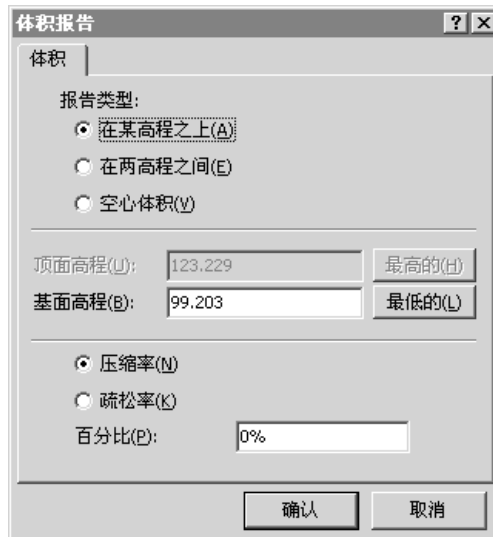 体积报告
体积
报告类型:
在某高程之上(A)
在两高程之间(E)
空心体积(V)
顶面高程(U): 123.229 最高的(H)
基面高程(B): 99.203 最低的(L)
压缩率(N)
疏松率(K)
百分比(P): 0%
确认 取消